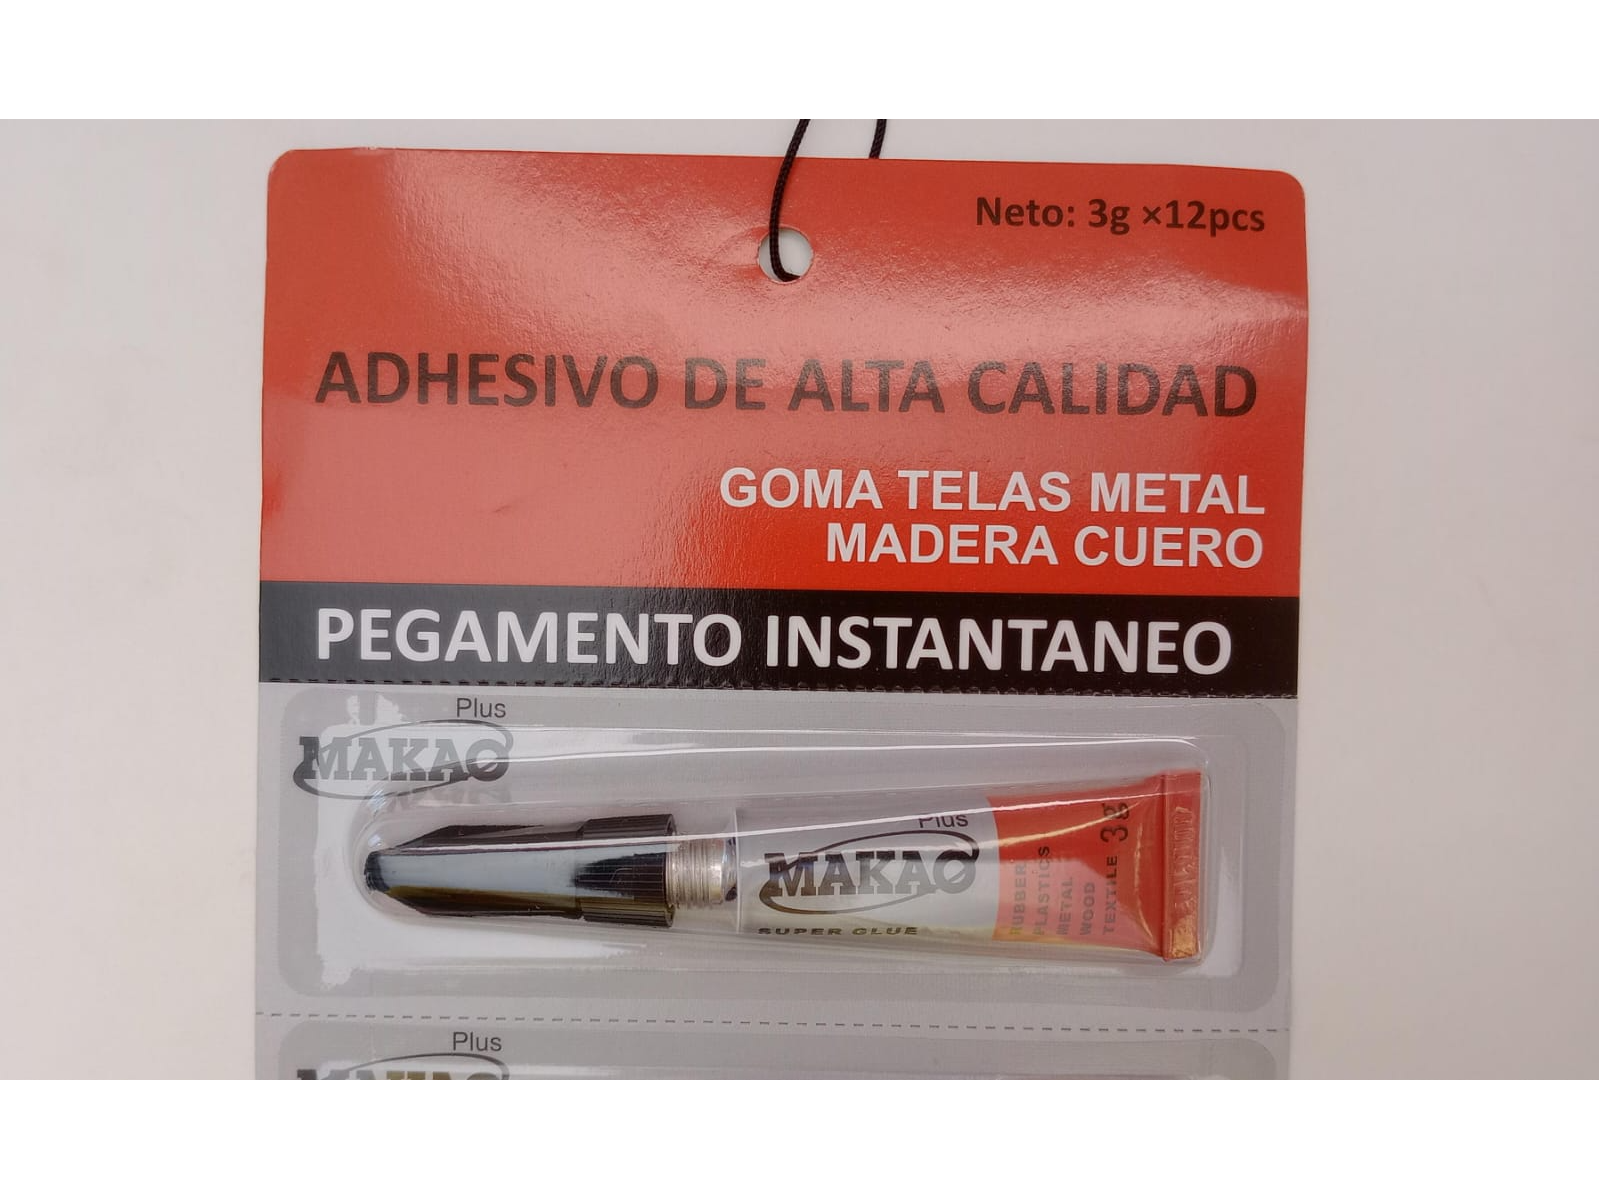 Neto: 3g ×12pcs
ADHESIVO DE ALTA CALIDAD
GOMA TELAS METAL
MADERA CUERO
PEGAMENTO INSTANTANEO
Plus
MAKAO
Plus
MAKAO
SUPER GLUE
RUBBER
PLASTICS
METAL
WOOD
TEXTILE
3g
Plus